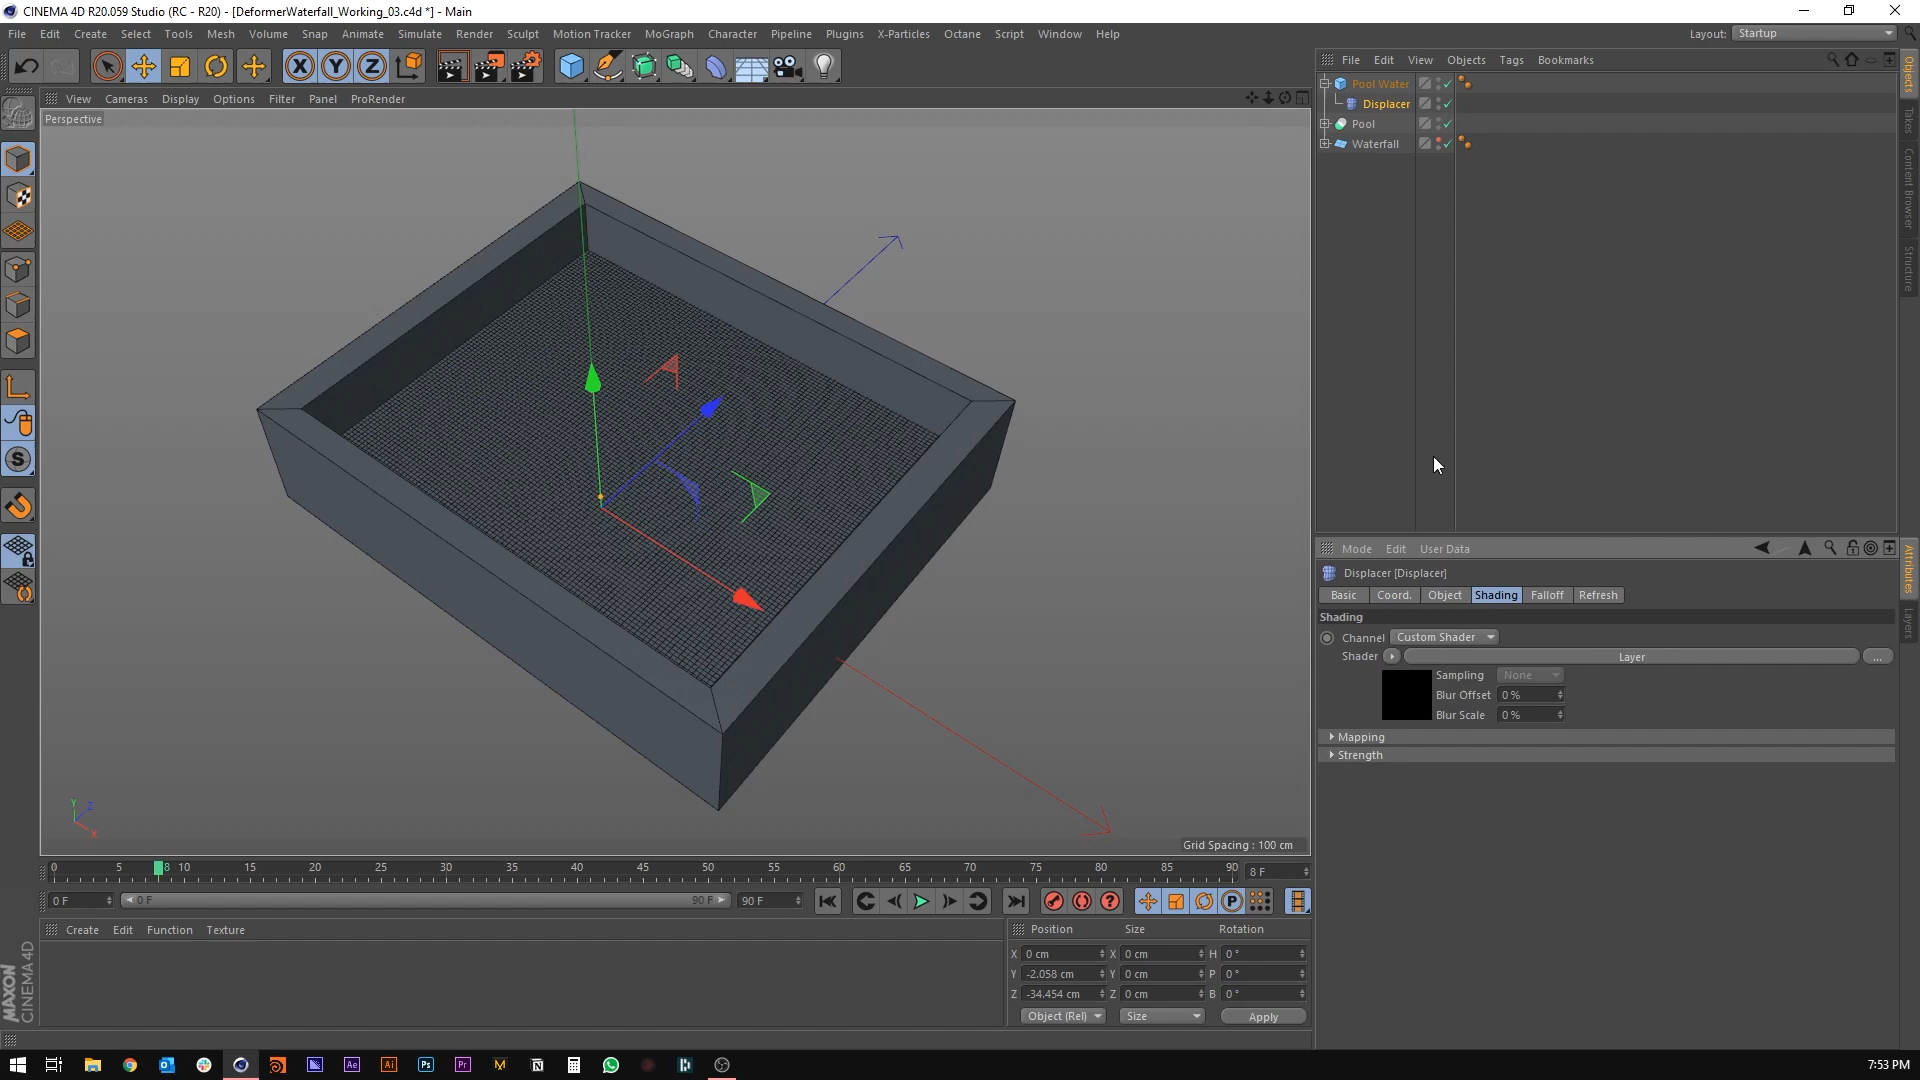 CINEMA 4D R20.059 Studio (RC - R20) - [DeformerWaterfall_Working_03.c4d *] - Main
File Edit Create Select Tools Mesh Volume Snap Animate Simulate Render Sculpt Motion Tracker MoGraph Character Pipeline Plugins X-Particles Octane Script Window Help
Layout: Startup
View Cameras Display Options Filter Panel ProRender
Perspective
Grid Spacing : 100 cm
File Edit View Objects Tags Bookmarks
Pool Water
Displacer
Pool
Waterfall
Objects
Takes
Content Browser
Structure
Mode Edit User Data
Displacer [Displacer]
Basic Coord. Object Shading Falloff Refresh
Shading
Channel Custom Shader
Shader Layer ...
Sampling None
Blur Offset 0 %
Blur Scale 0 %
Mapping
Strength
Attributes
Layers
0 5 8 10 15 20 25 30 35 40 45 50 55 60 65 70 75 80 85 90 8 F
0 F 0 F 90 F 90 F
Create Edit Function Texture
Position Size Rotation
X 0 cm X 0 cm H 0 °
Y -2.058 cm Y 0 cm P 0 °
Z -34.454 cm Z 0 cm B 0 °
Object (Rel) Size Apply
MAXON
CINEMA 4D
7:53 PM